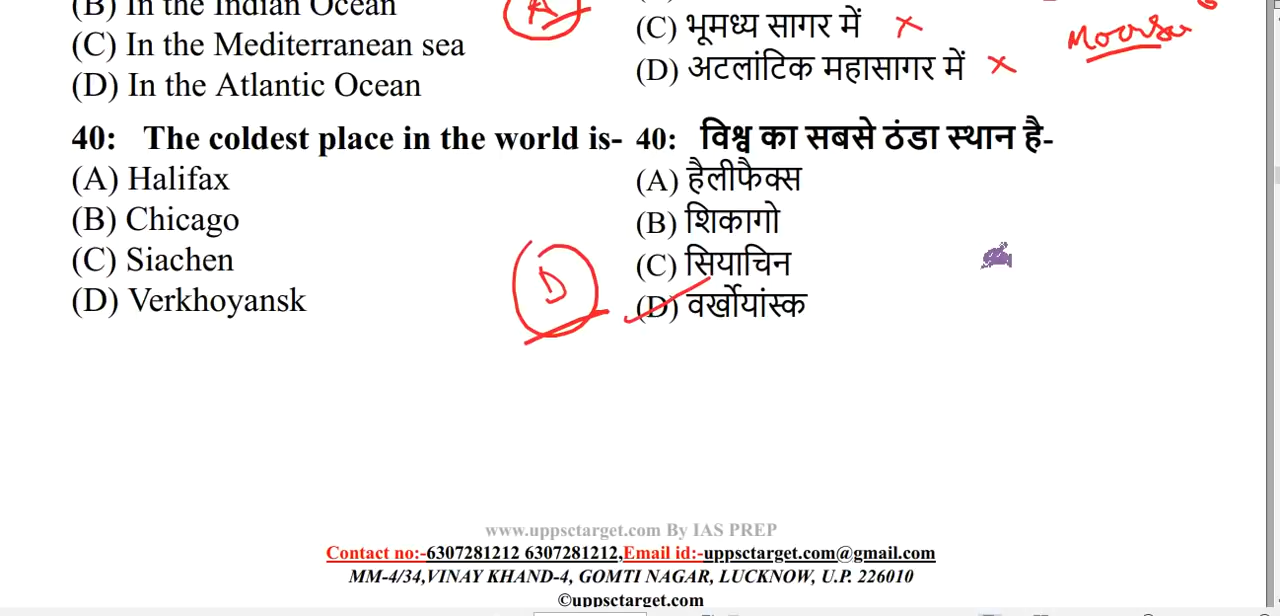 (B) In the Indian Ocean
A
(C) In the Mediterranean sea
(D) In the Atlantic Ocean
(C) भूमध्य सागर में ×
(D) अटलांटिक महासागर में ×
40: The coldest place in the world is-
(A) Halifax
(B) Chicago
(C) Siachen
(D) Verkhoyansk
D
40: विश्व का सबसे ठंडा स्थान है-
(A) हैलीफैक्स
(B) शिकागो
(C) सियाचिन
(D) वर्खोयांस्क
www.uppsctarget.com By IAS PREP
Contact no:-6307281212 6307281212,Email id:-uppsctarget.com@gmail.com
MM-4/34,VINAY KHAND-4, GOMTI NAGAR, LUCKNOW, U.P. 226010
©uppsctarget.com